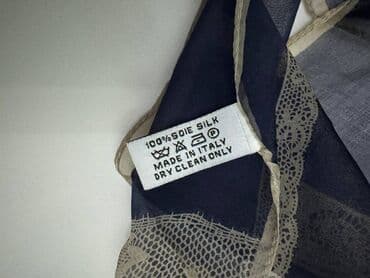 100% SOIE SILK
P
MADE IN ITALY
DRY CLEAN ONLY